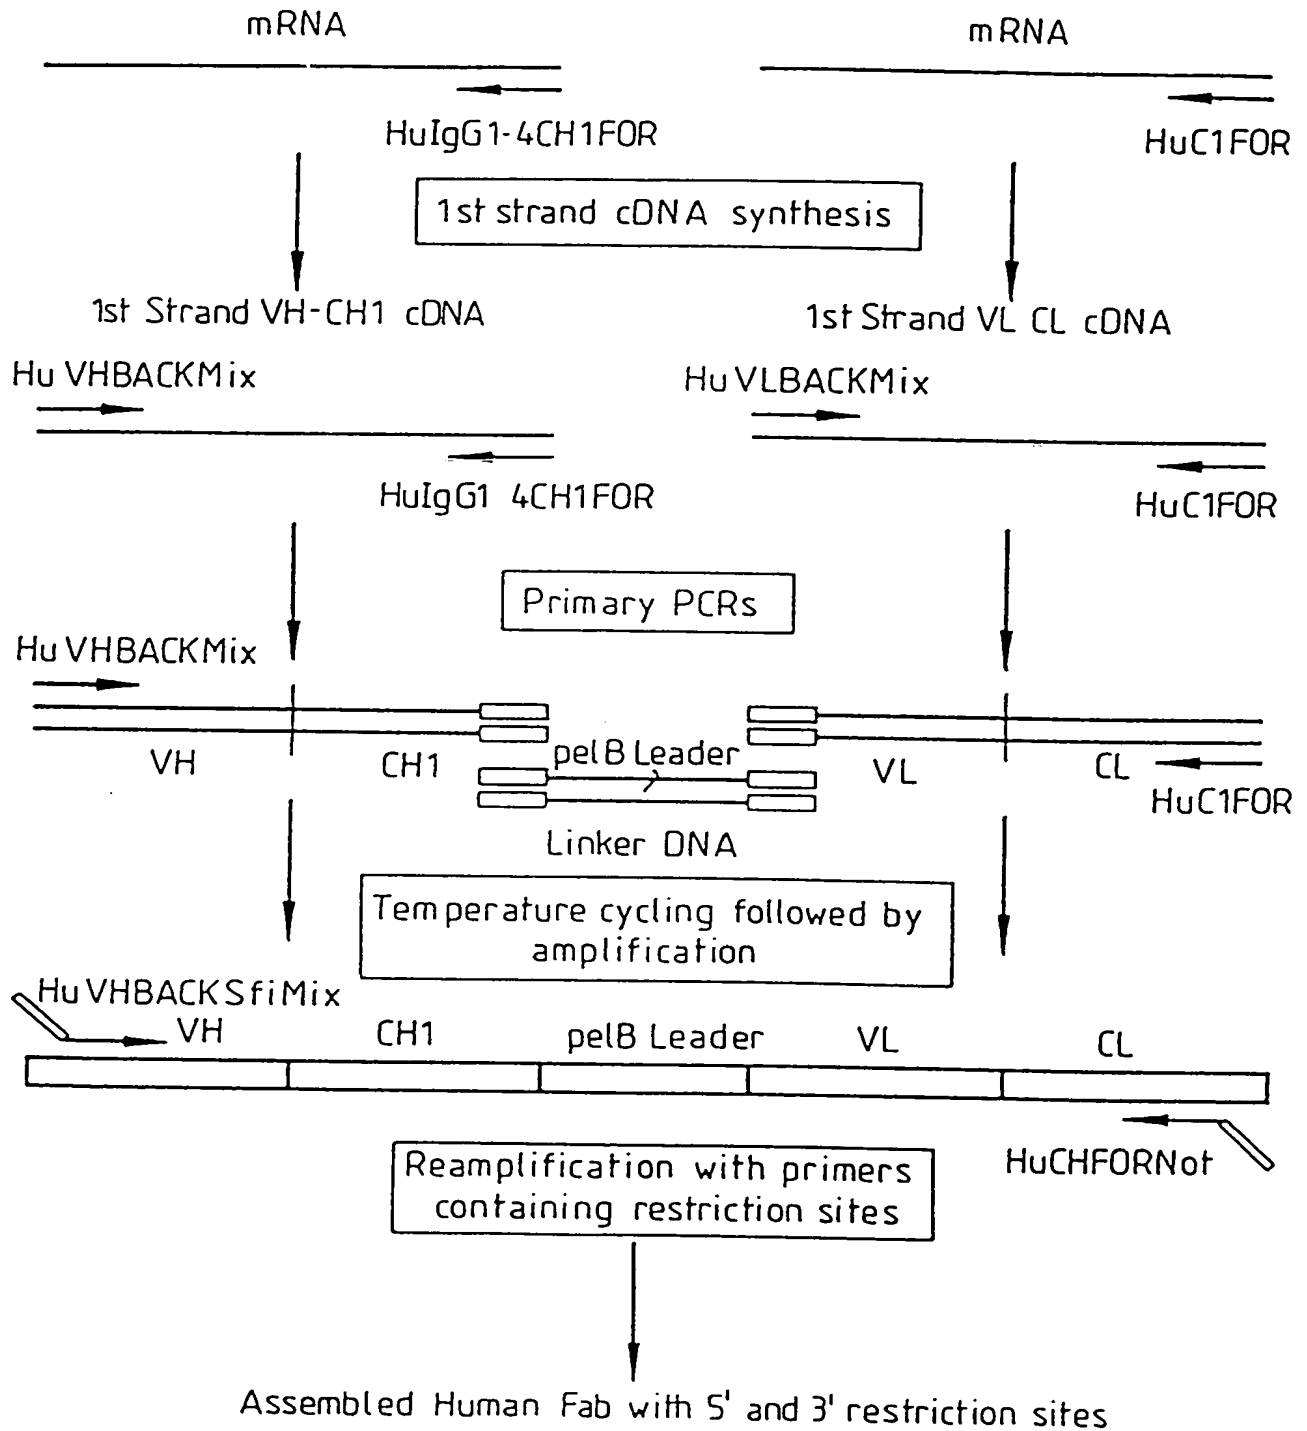 mRNA
mRNA
HuIgG1-4CH1FOR
HuC1FOR
1st strand cDNA synthesis
1st Strand VH-CH1 cDNA
1st Strand VL CL cDNA
Hu VHBACKMix
Hu VLBACKMix
HuIgG1 4CH1FOR
HuC1FOR
Primary PCRs
Hu VHBACKMix
VH
CH1
pelB Leader
VL
CL
HuC1FOR
Linker DNA
Temperature cycling followed by
amplification
Hu VHBACKSfiMix
VH
CH1
pelB Leader
VL
CL
HuCHFORNot
Reamplification with primers
containing restriction sites
Assembled Human Fab with 5' and 3' restriction sites